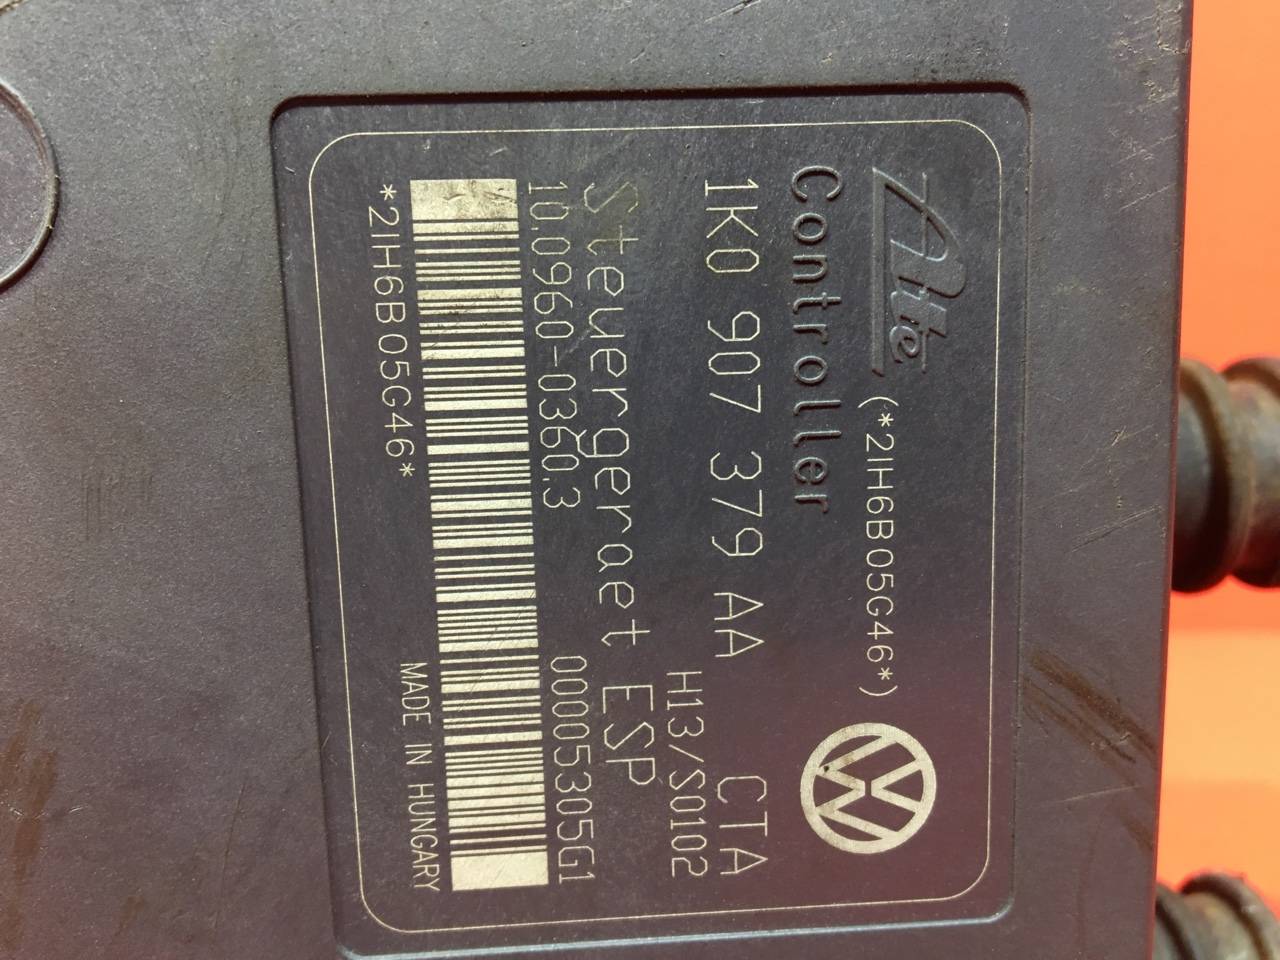 Ate (*2IH6B05G46*)
Controller
1K0 907 379 AA CTA
H13/S0102
Steuergeraet ESP
10.0960-0360.3 00005305G1
*2IH6B05G46* MADE IN HUNGARY